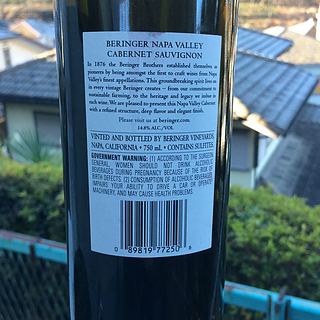 BERINGER NAPA VALLEY
CABERNET SAUVIGNON
In 1876 the Beringer Brothers established themselves as
pioneers by being amongst the first to craft wines from Napa
Valley's finest appellations. This groundbreaking spirit lives on
in every vintage Beringer creates – from our commitment to
sustainable farming, to the heritage and legacy we infuse in
each wine. We are pleased to present this Napa Valley Cabernet
with a refined structure, deep flavor and elegant finish.
Please visit us at beringer.com.
14.8% ALC./VOL
VINTED AND BOTTLED BY BERINGER VINEYARDS,
NAPA, CALIFORNIA • 750 mL • CONTAINS SULFITES.
GOVERNMENT WARNING: (1) ACCORDING TO THE SURGEON
GENERAL, WOMEN SHOULD NOT DRINK ALCOHOLIC
BEVERAGES DURING PREGNANCY BECAUSE OF THE RISK OF
BIRTH DEFECTS. (2) CONSUMPTION OF ALCOHOLIC BEVERAGES
IMPAIRS YOUR ABILITY TO DRIVE A CAR OR OPERATE
MACHINERY, AND MAY CAUSE HEALTH PROBLEMS.
0 89819 77250 6